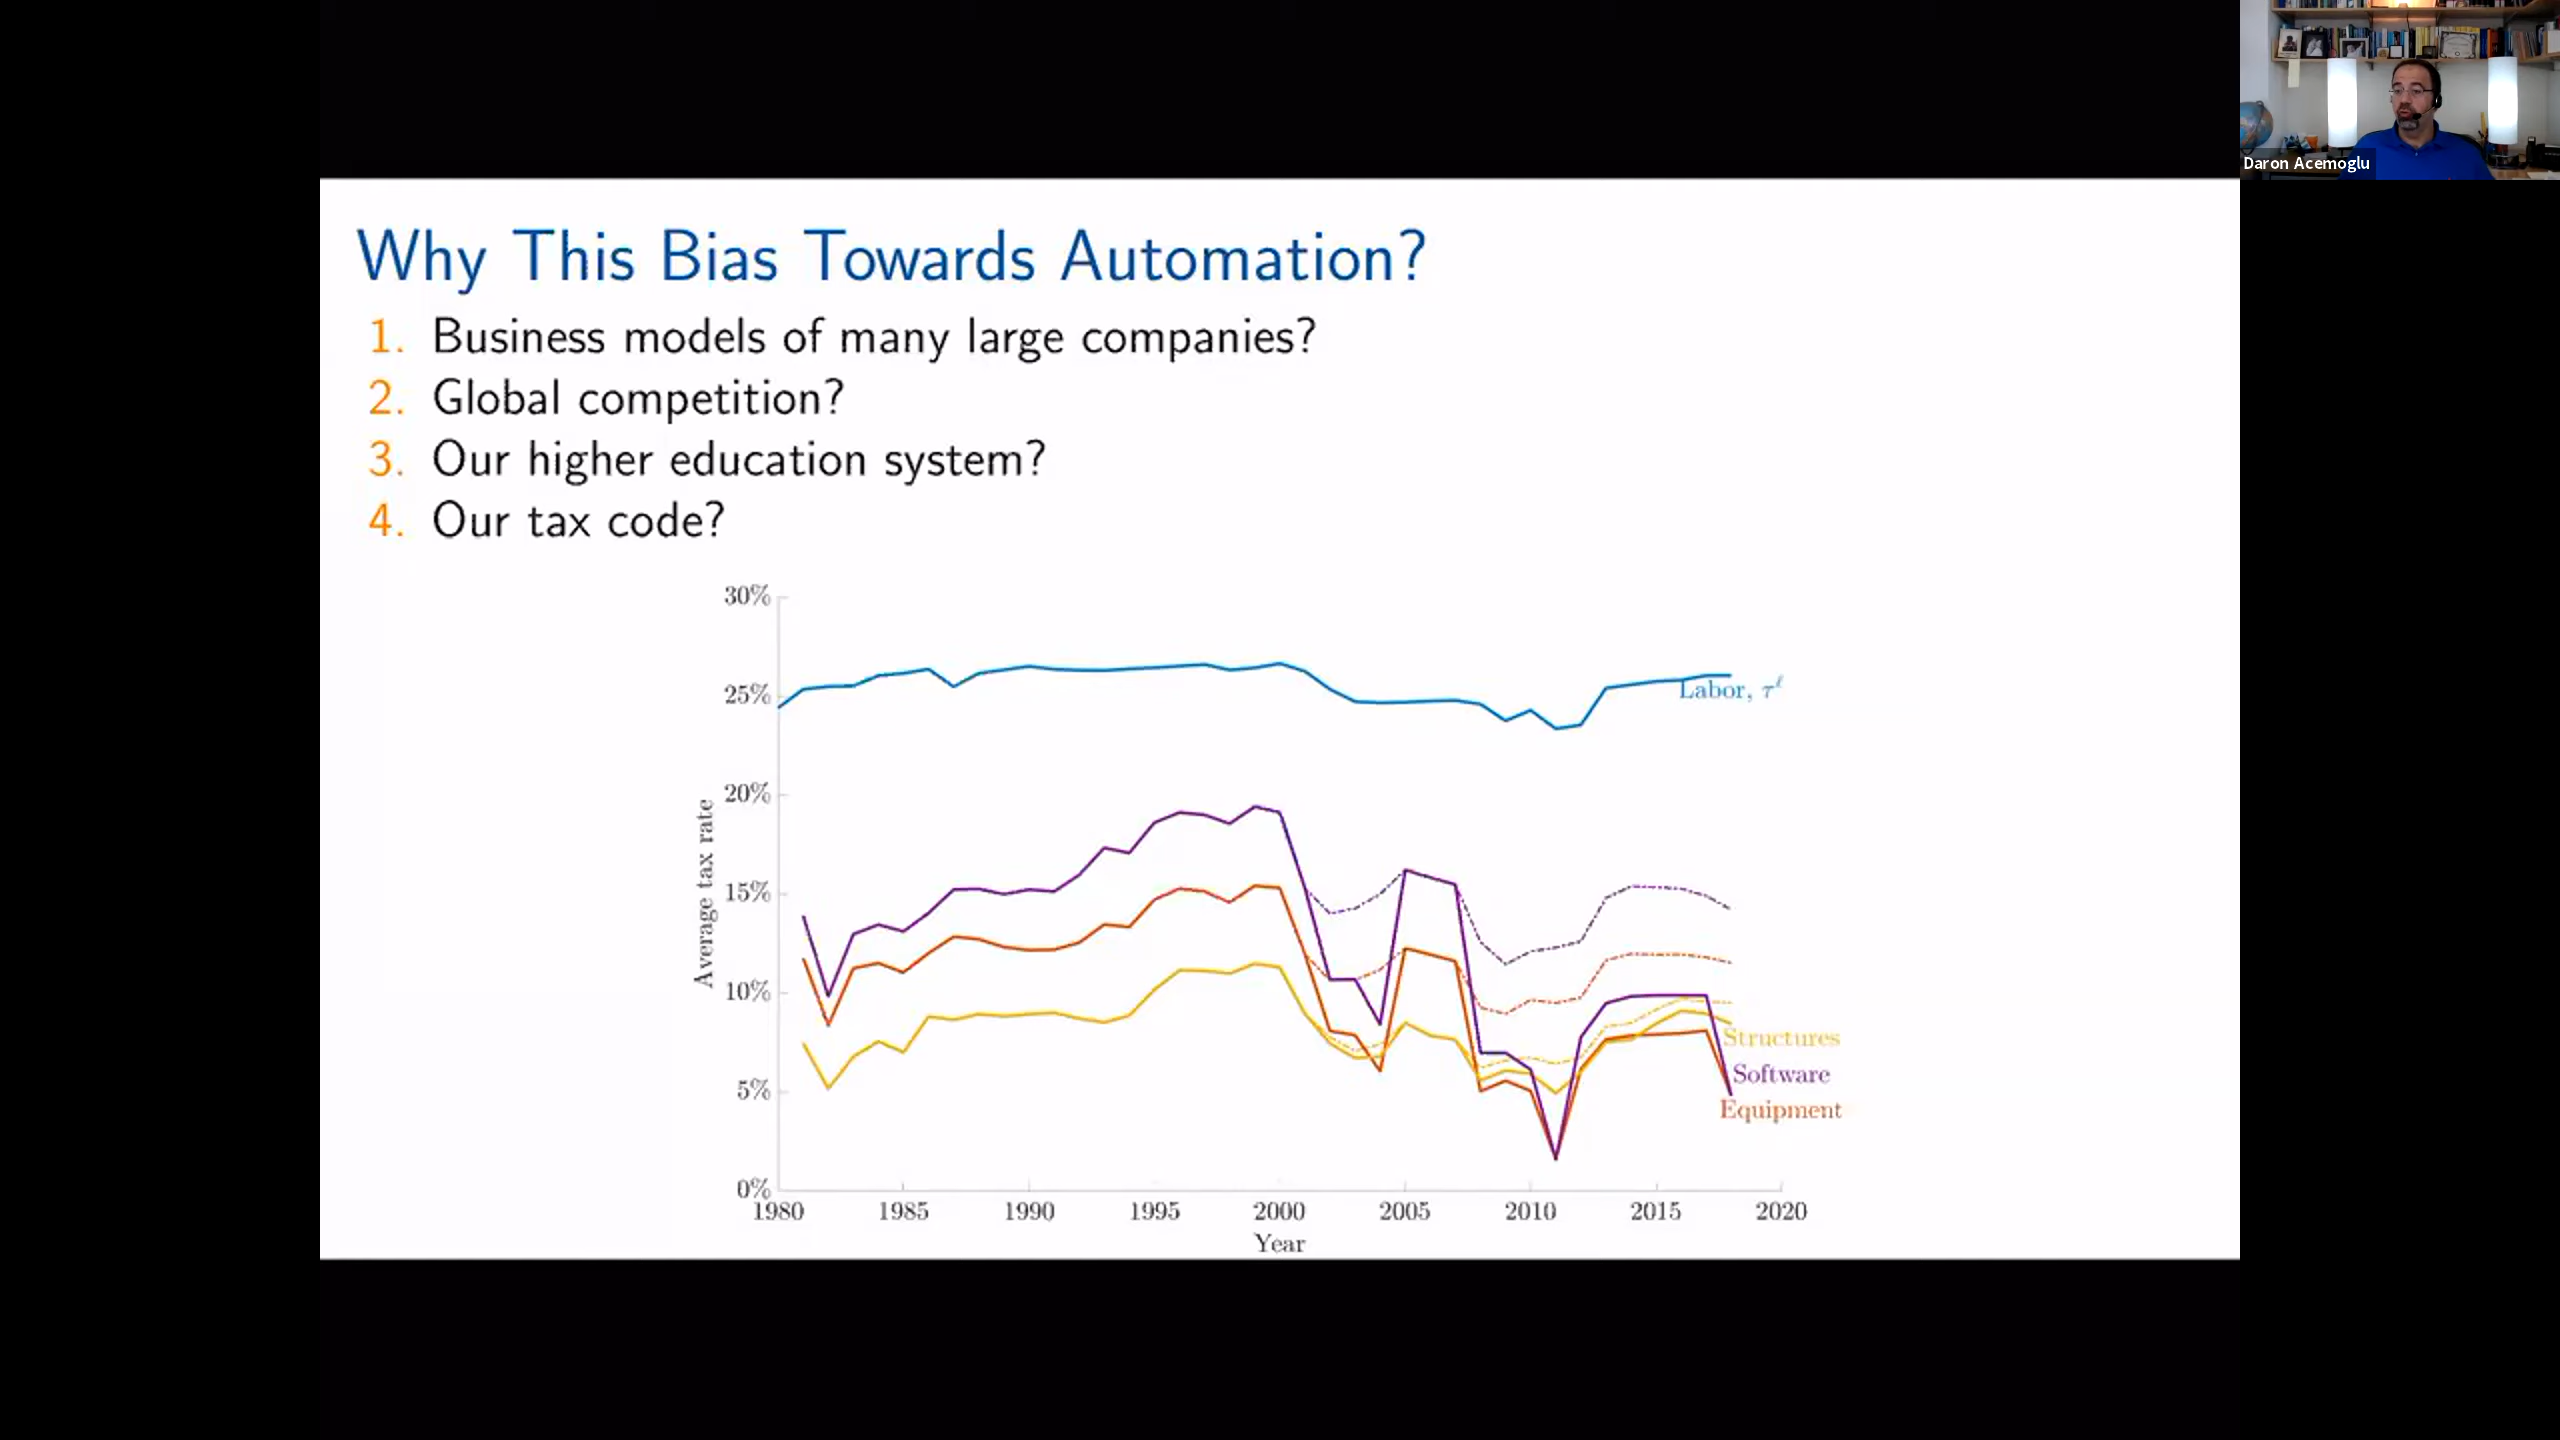 Daron Acemoglu
Why This Bias Towards Automation?
1. Business models of many large companies?
2. Global competition?
3. Our higher education system?
4. Our tax code?
30%
25%
20%
15%
10%
5%
0%
Average tax rate
Labor, τℓ
Structures
Software
Equipment
1980 1985 1990 1995 2000 2005 2010 2015 2020
Year